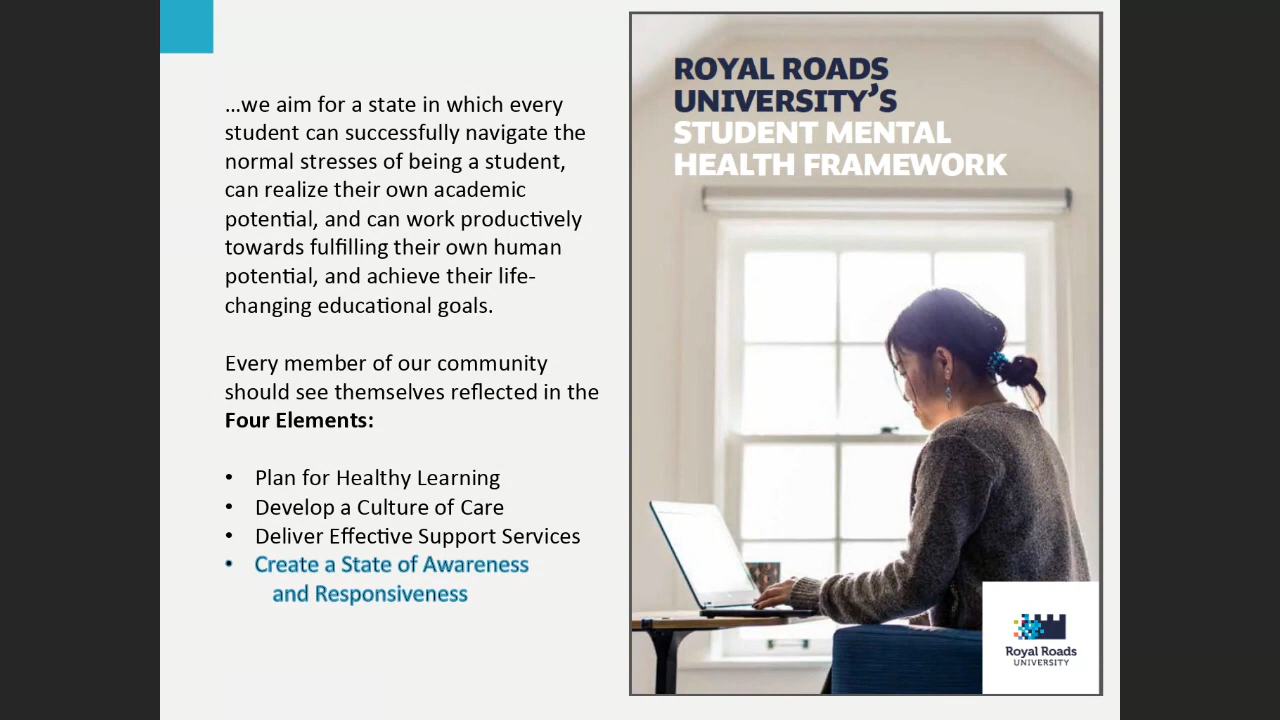 …we aim for a state in which every
student can successfully navigate the
normal stresses of being a student,
can realize their own academic
potential, and can work productively
towards fulfilling their own human
potential, and achieve their life-
changing educational goals.
Every member of our community
should see themselves reflected in the
Four Elements:
• Plan for Healthy Learning
• Develop a Culture of Care
• Deliver Effective Support Services
• Create a State of Awareness
and Responsiveness
ROYAL ROADS
UNIVERSITY’S
STUDENT MENTAL
HEALTH FRAMEWORK
Royal Roads
UNIVERSITY